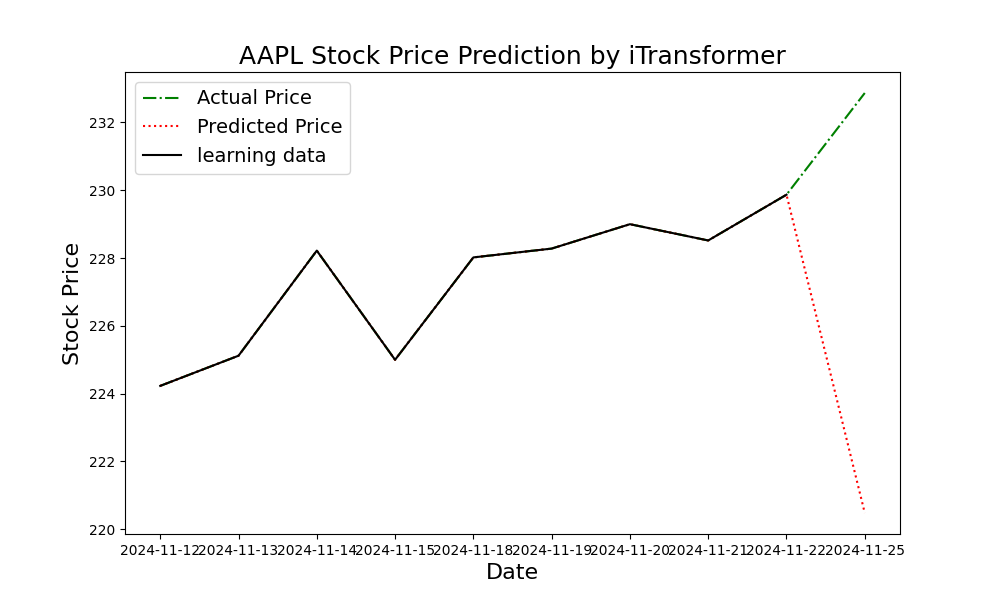 AAPL Stock Price Prediction by iTransformer
Actual Price
Predicted Price
learning data
Stock Price
232
230
228
226
224
222
220
2024-11-12 2024-11-13 2024-11-14 2024-11-15 2024-11-18 2024-11-19 2024-11-20 2024-11-21 2024-11-22 2024-11-25
Date